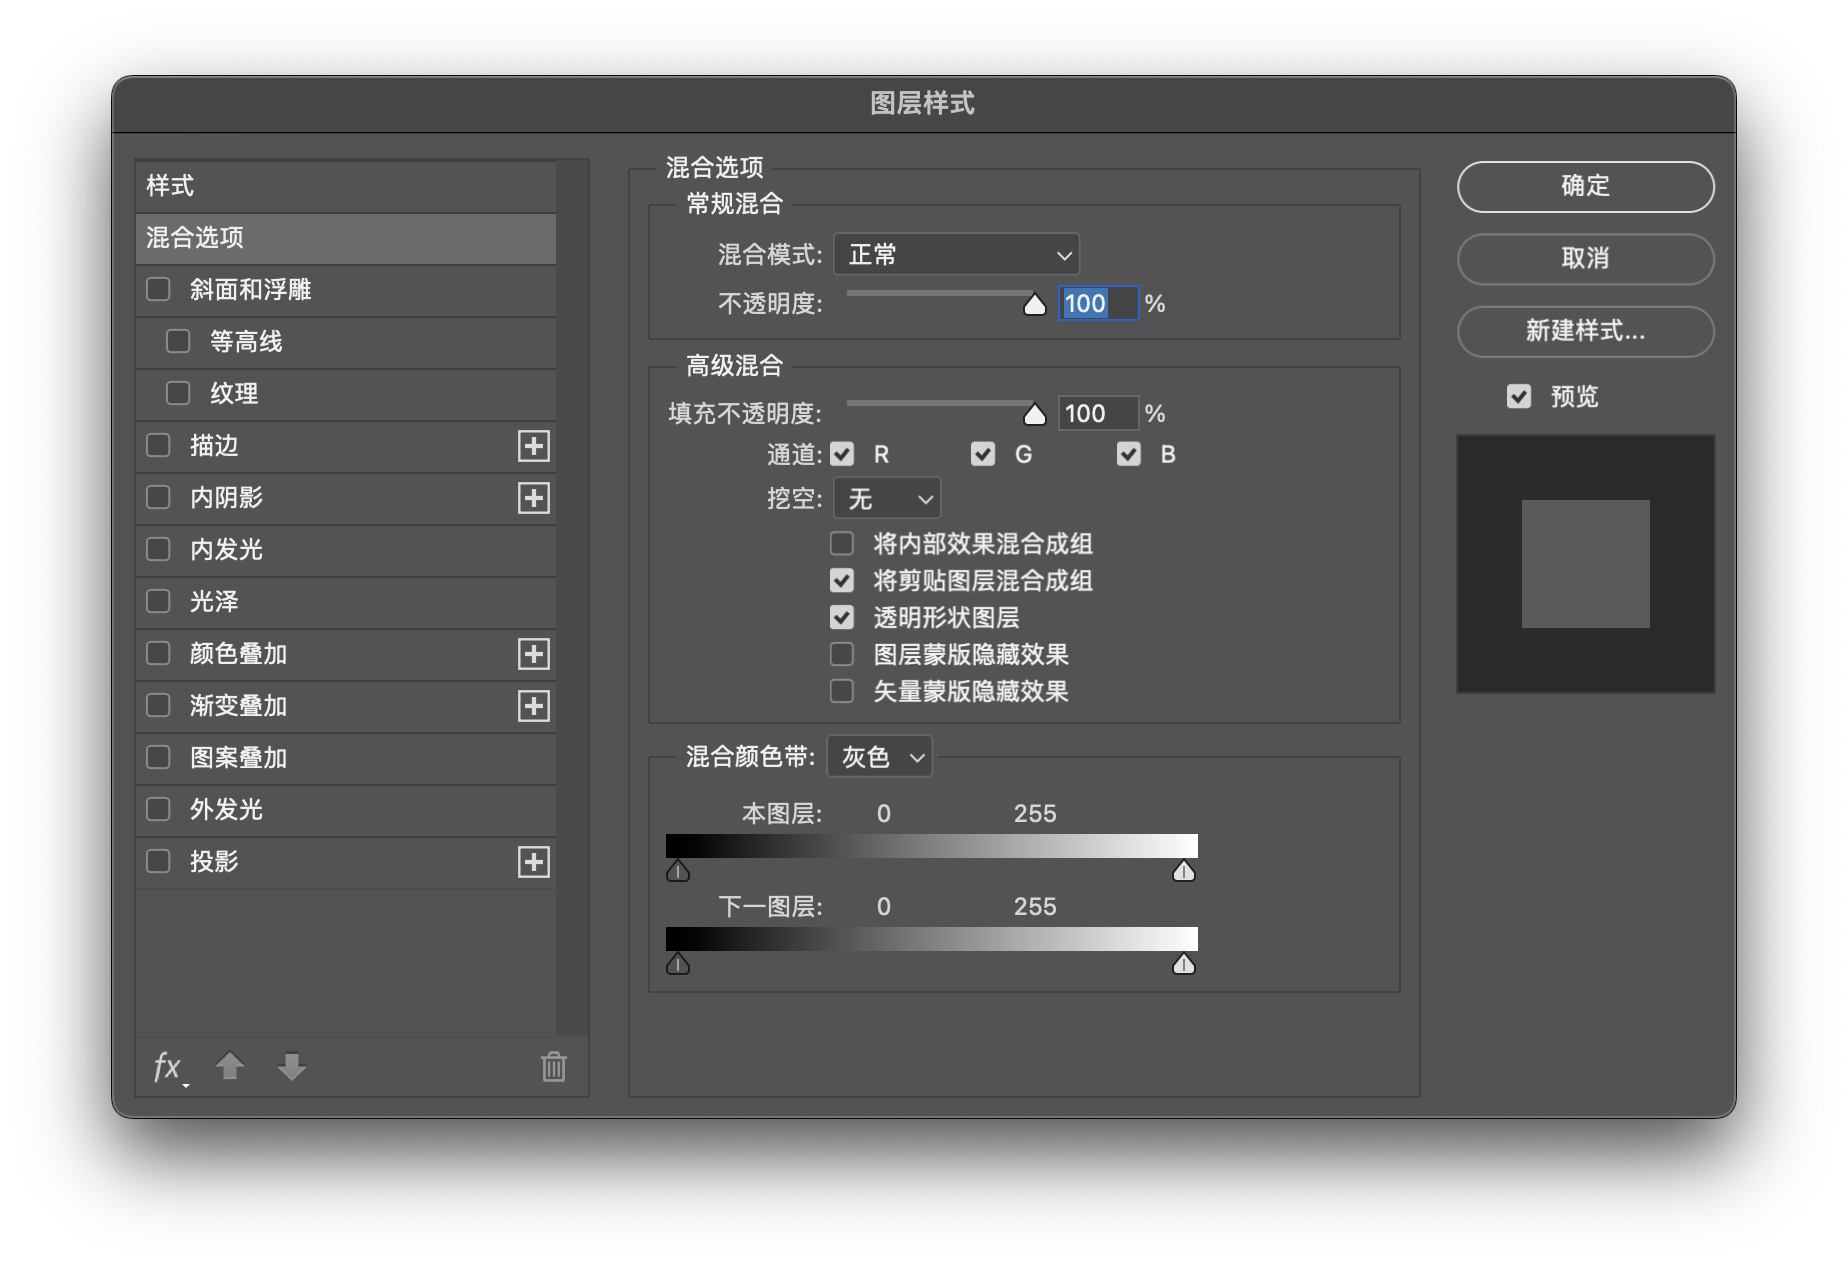 图层样式
样式
混合选项
斜面和浮雕
等高线
纹理
描边
内阴影
内发光
光泽
颜色叠加
渐变叠加
图案叠加
外发光
投影
fx
混合选项
常规混合
混合模式: 正常
不透明度: 100 %
高级混合
填充不透明度: 100 %
通道: R G B
挖空: 无
将内部效果混合成组
将剪贴图层混合成组
透明形状图层
图层蒙版隐藏效果
矢量蒙版隐藏效果
混合颜色带: 灰色
本图层: 0 255
下一图层: 0 255
确定
取消
新建样式...
预览